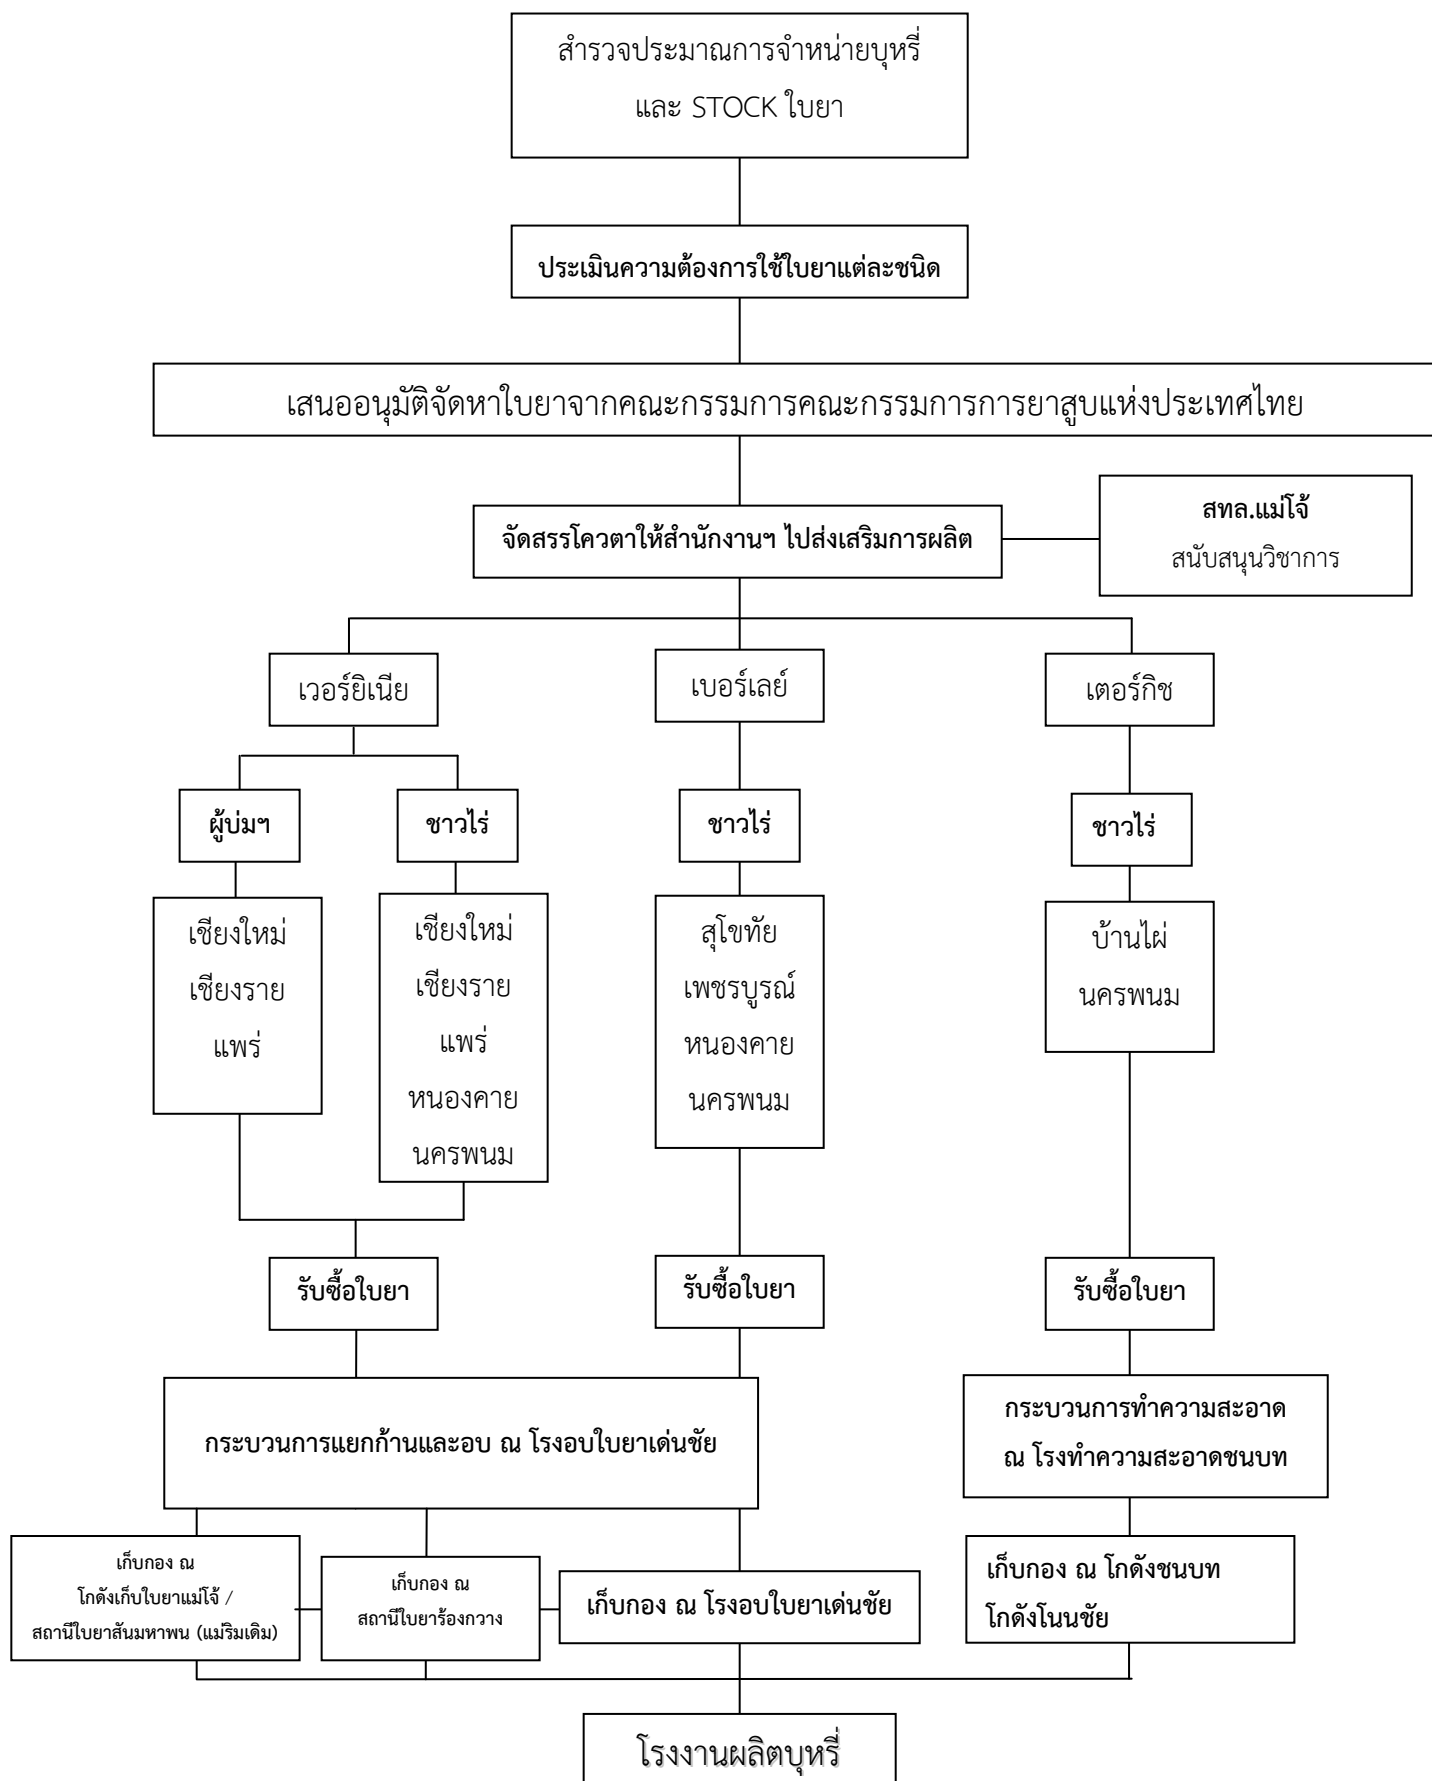 สำรวจประมาณการจำหน่ายบุหรี่
และ STOCK ใบยา
ประเมินความต้องการใช้ใบยาแต่ละชนิด
เสนออนุมัติจัดหาใบยาจากคณะกรรมการคณะกรรมการการยาสูบแห่งประเทศไทย
จัดสรรโควตาให้สำนักงานฯ ไปส่งเสริมการผลิต
สทล.แม่โจ้
สนับสนุนวิชาการ
เวอร์ยิเนีย
เบอร์เลย์
เตอร์กิช
ผู้บ่มฯ
ชาวไร่
ชาวไร่
ชาวไร่
เชียงใหม่
เชียงราย
แพร่
เชียงใหม่
เชียงราย
แพร่
หนองคาย
นครพนม
สุโขทัย
เพชรบูรณ์
หนองคาย
นครพนม
บ้านไผ่
นครพนม
รับซื้อใบยา
รับซื้อใบยา
รับซื้อใบยา
กระบวนการแยกก้านและอบ ณ โรงอบใบยาเด่นชัย
กระบวนการทำความสะอาด
ณ โรงทำความสะอาดชนบท
เก็บกอง ณ
โกดังเก็บใบยาแม่โจ้ /
สถานีใบยาสันมหาพน (แม่ริมเดิม)
เก็บกอง ณ
สถานีใบยาร้องกวาง
เก็บกอง ณ โรงอบใบยาเด่นชัย
เก็บกอง ณ โกดังชนบท
โกดังโนนชัย
โรงงานผลิตบุหรี่